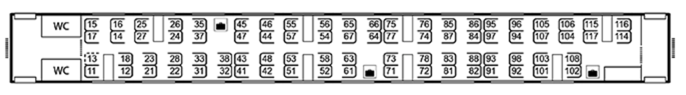 WC 15 16 25 26 35 45 46 55 56 65 66 75 76 85 86 95 96 105 106 115 116
17 14 27 24 37 47 44 57 54 67 64 77 74 87 84 97 94 107 104 117 114
WC 13 18 23 28 33 38 43 48 53 58 63 73 78 83 88 93 98 103 108
11 12 21 22 31 32 41 42 51 52 61 71 72 82 81 91 92 101 102